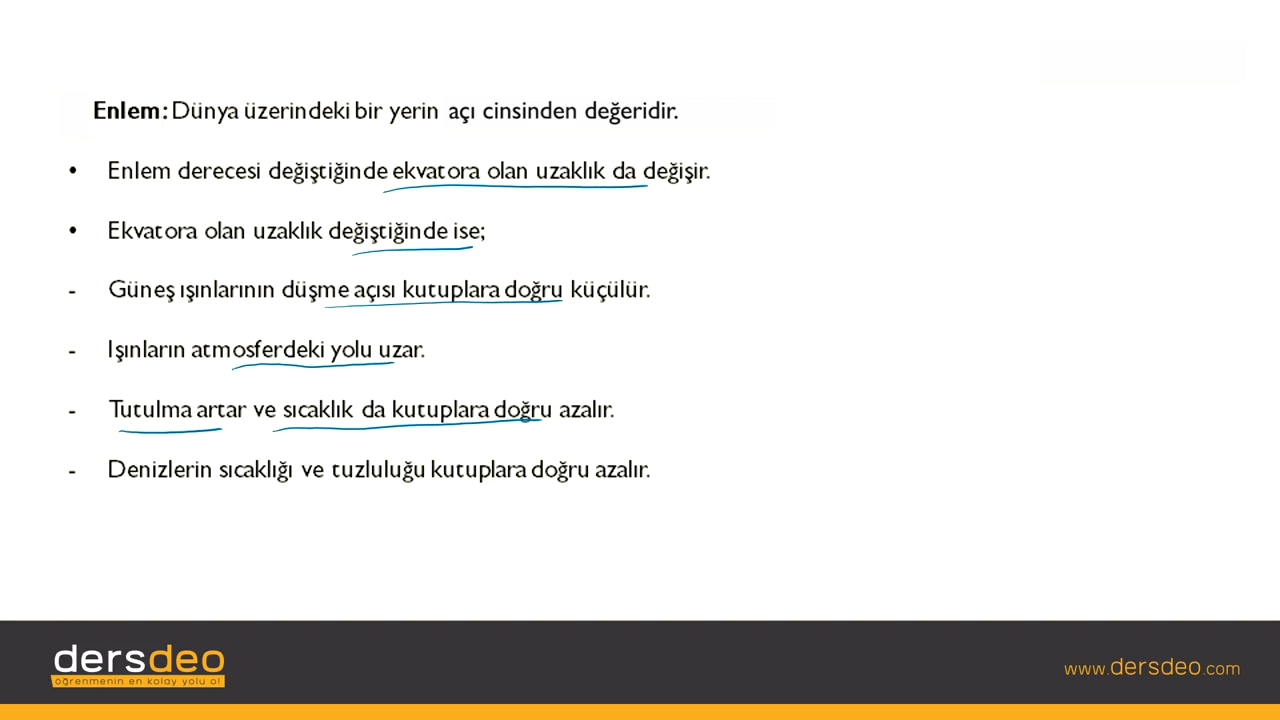 Enlem: Dünya üzerindeki bir yerin açı cinsinden değeridir.
• Enlem derecesi değiştiğinde ekvatora olan uzaklık da değişir.
• Ekvatora olan uzaklık değiştiğinde ise;
- Güneş ışınlarının düşme açısı kutuplara doğru küçülür.
- Işınların atmosferdeki yolu uzar.
- Tutulma artar ve sıcaklık da kutuplara doğru azalır.
- Denizlerin sıcaklığı ve tuzluluğu kutuplara doğru azalır.
dersdeo
öğrenmenin en kolay yolu o!
www.dersdeo.com